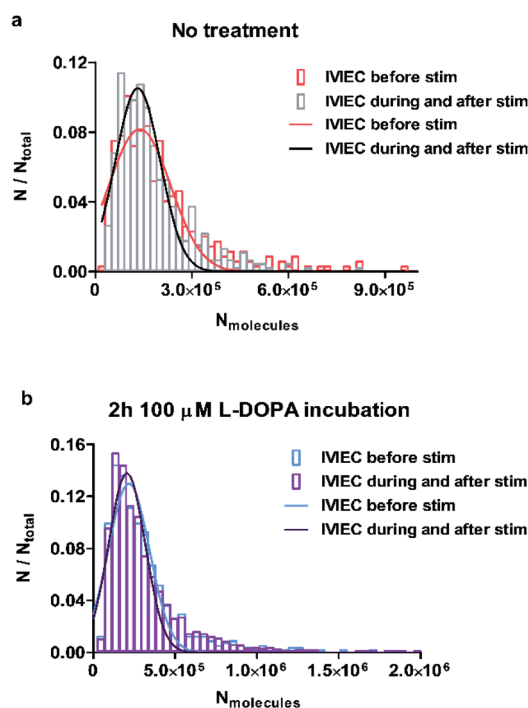 a
No treatment
N / Ntotal
0.12
0.08
0.04
0.00
0
3.0×10⁵
6.0×10⁵
9.0×10⁵
Nmolecules
IVIEC before stim
IVIEC during and after stim
IVIEC before stim
IVIEC during and after stim
b
2h 100 μM L-DOPA incubation
N / Ntotal
0.16
0.12
0.08
0.04
0.00
0
5.0×10⁵
1.0×10⁶
1.5×10⁶
2.0×10⁶
Nmolecules
IVIEC before stim
IVIEC during and after stim
IVIEC before stim
IVIEC during and after stim